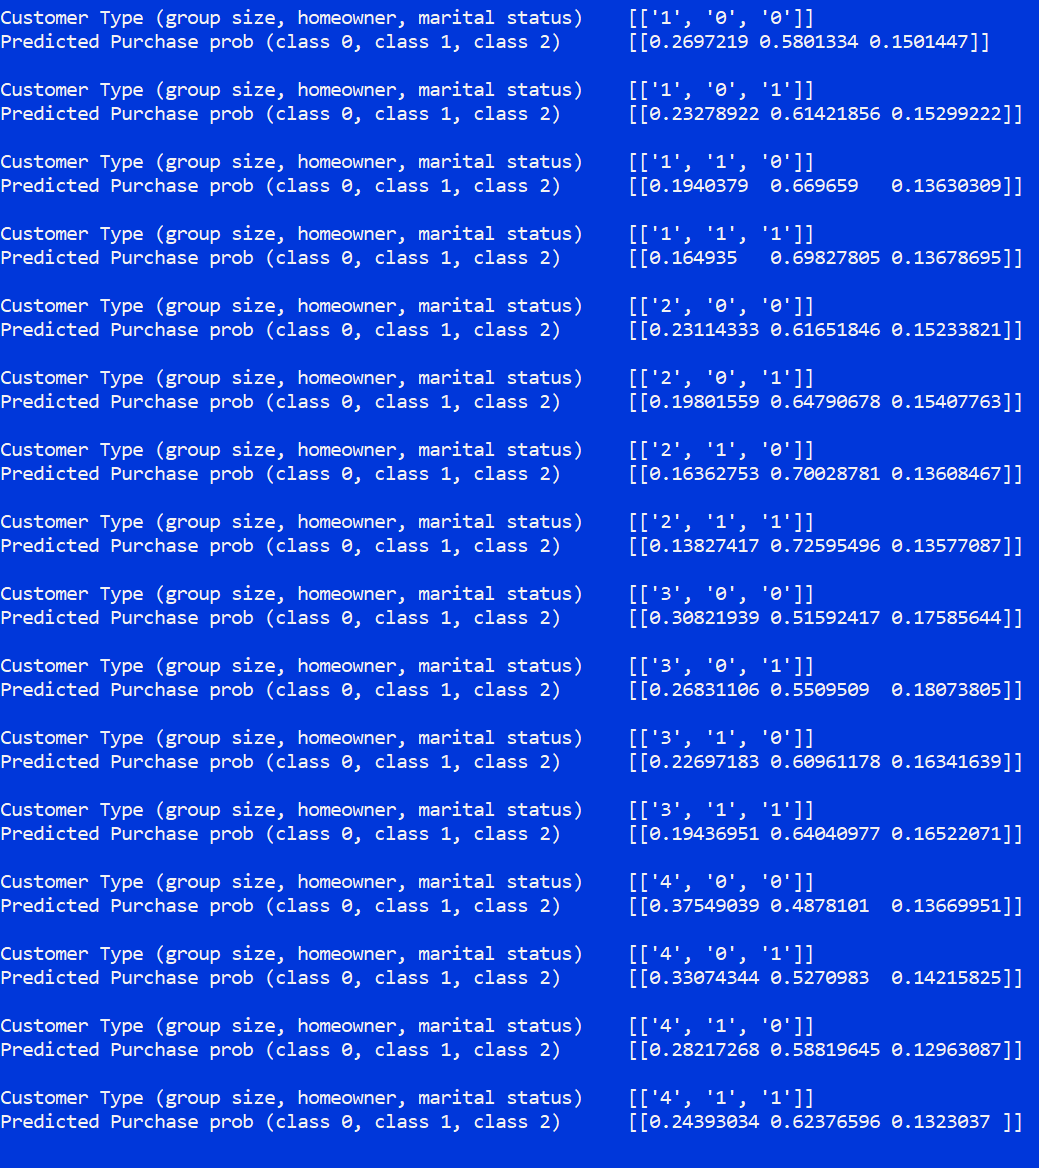 Customer Type (group size, homeowner, marital status)    [['1', '0', '0']]
Predicted Purchase prob (class 0, class 1, class 2)      [[0.2697219 0.5801334 0.1501447]]
Customer Type (group size, homeowner, marital status)    [['1', '0', '1']]
Predicted Purchase prob (class 0, class 1, class 2)      [[0.23278922 0.61421856 0.15299222]]
Customer Type (group size, homeowner, marital status)    [['1', '1', '0']]
Predicted Purchase prob (class 0, class 1, class 2)      [[0.1940379  0.669659   0.13630309]]
Customer Type (group size, homeowner, marital status)    [['1', '1', '1']]
Predicted Purchase prob (class 0, class 1, class 2)      [[0.164935   0.69827805 0.13678695]]
Customer Type (group size, homeowner, marital status)    [['2', '0', '0']]
Predicted Purchase prob (class 0, class 1, class 2)      [[0.23114333 0.61651846 0.15233821]]
Customer Type (group size, homeowner, marital status)    [['2', '0', '1']]
Predicted Purchase prob (class 0, class 1, class 2)      [[0.19801559 0.64790678 0.15407763]]
Customer Type (group size, homeowner, marital status)    [['2', '1', '0']]
Predicted Purchase prob (class 0, class 1, class 2)      [[0.16362753 0.70028781 0.13608467]]
Customer Type (group size, homeowner, marital status)    [['2', '1', '1']]
Predicted Purchase prob (class 0, class 1, class 2)      [[0.13827417 0.72595496 0.13577087]]
Customer Type (group size, homeowner, marital status)    [['3', '0', '0']]
Predicted Purchase prob (class 0, class 1, class 2)      [[0.30821939 0.51592417 0.17585644]]
Customer Type (group size, homeowner, marital status)    [['3', '0', '1']]
Predicted Purchase prob (class 0, class 1, class 2)      [[0.26831106 0.5509509  0.18073805]]
Customer Type (group size, homeowner, marital status)    [['3', '1', '0']]
Predicted Purchase prob (class 0, class 1, class 2)      [[0.22697183 0.60961178 0.16341639]]
Customer Type (group size, homeowner, marital status)    [['3', '1', '1']]
Predicted Purchase prob (class 0, class 1, class 2)      [[0.19436951 0.64040977 0.16522071]]
Customer Type (group size, homeowner, marital status)    [['4', '0', '0']]
Predicted Purchase prob (class 0, class 1, class 2)      [[0.37549039 0.4878101  0.13669951]]
Customer Type (group size, homeowner, marital status)    [['4', '0', '1']]
Predicted Purchase prob (class 0, class 1, class 2)      [[0.33074344 0.5270983  0.14215825]]
Customer Type (group size, homeowner, marital status)    [['4', '1', '0']]
Predicted Purchase prob (class 0, class 1, class 2)      [[0.28217268 0.58819645 0.12963087]]
Customer Type (group size, homeowner, marital status)    [['4', '1', '1']]
Predicted Purchase prob (class 0, class 1, class 2)      [[0.24393034 0.62376596 0.1323037 ]]